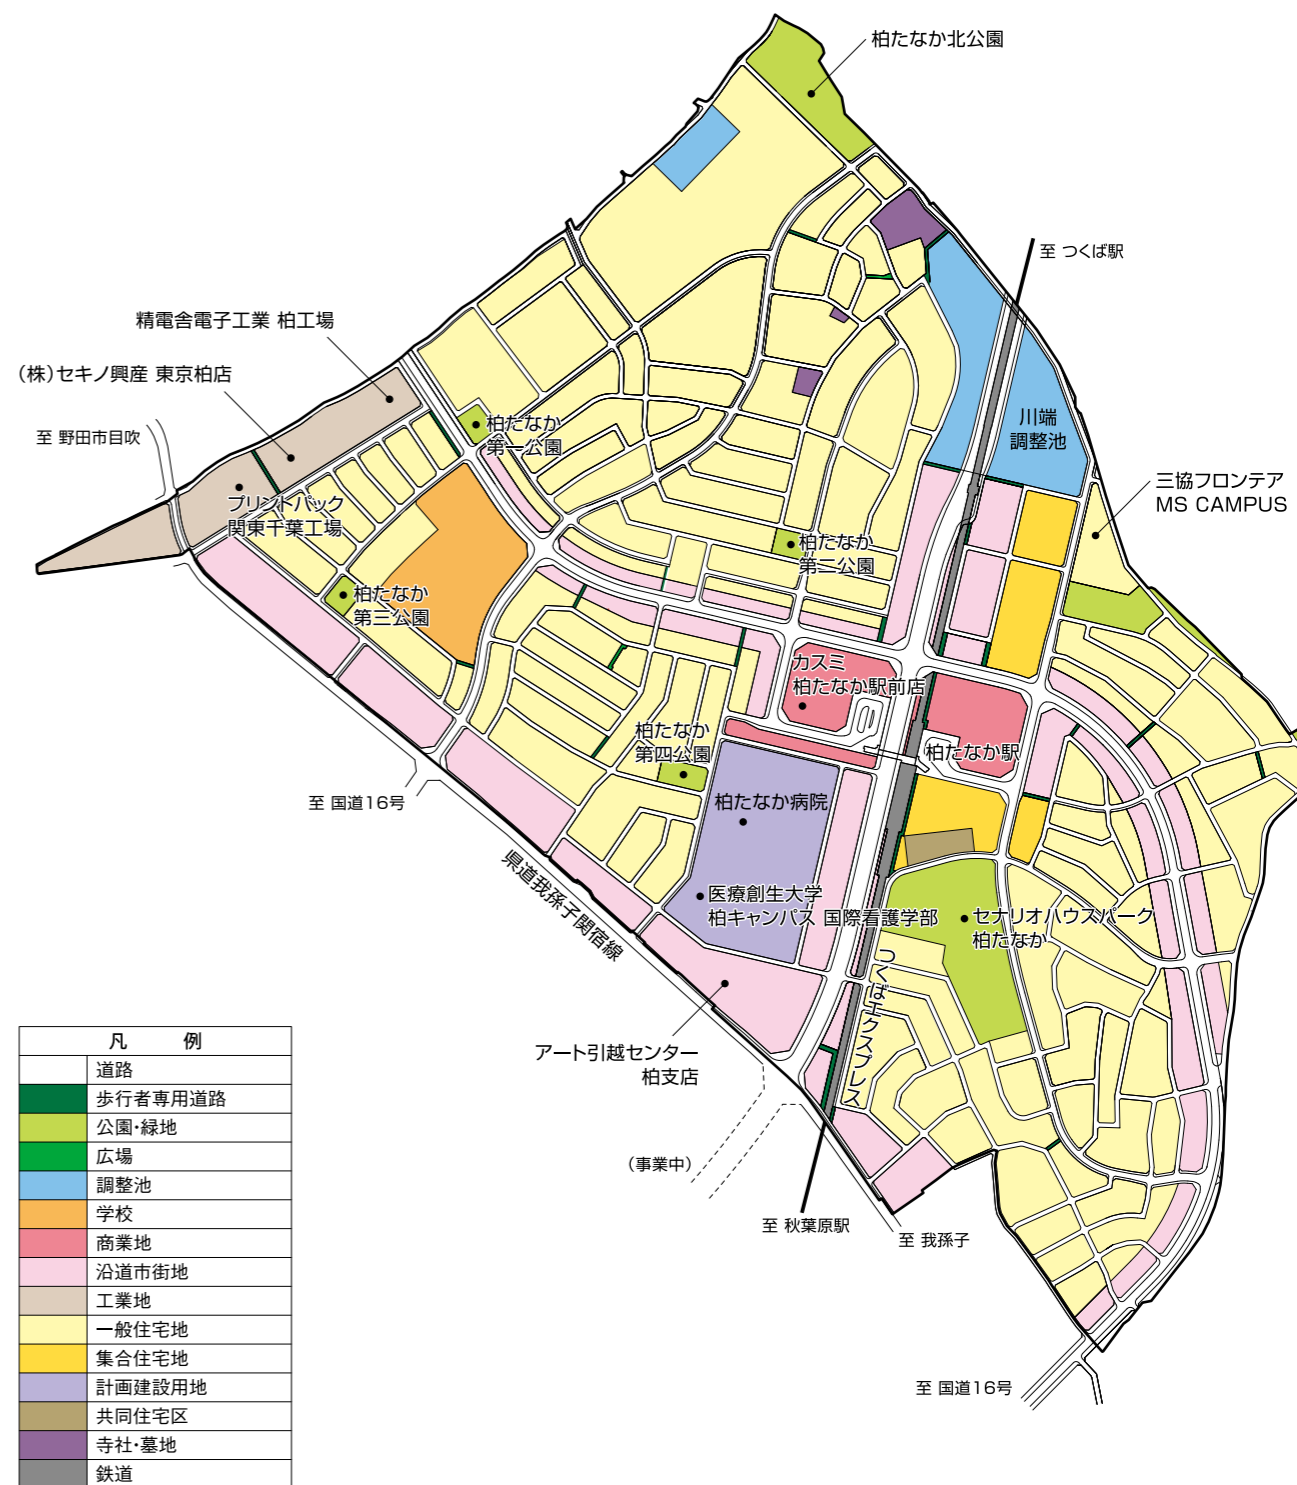 柏たなか北公園
至 つくば駅
精電舎電子工業 柏工場
(株)セキノ興産 東京柏店
至 野田市目吹
柏たなか
第一公園
川端
調整池
三協フロンテア
MS CAMPUS
プリントパック
関東千葉工場
柏たなか
第二公園
柏たなか
第三公園
カスミ
柏たなか駅前店
柏たなか
第四公園
柏たなか駅
至 国道16号
柏たなか病院
県道我孫子関宿線
医療創生大学
柏キャンパス 国際看護学部
セナリオハウスパーク
柏たなか
つくばエクスプレス
アート引越センター
柏支店
(事業中)
至 秋葉原駅
至 我孫子
至 国道16号
凡 例
道路
歩行者専用道路
公園・緑地
広場
調整池
学校
商業地
沿道市街地
工業地
一般住宅地
集合住宅地
計画建設用地
共同住宅区
寺社・墓地
鉄道